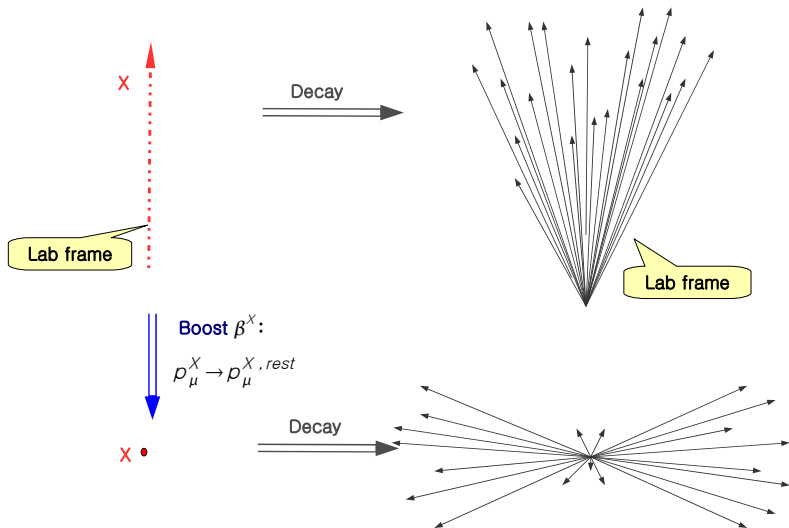 X
Decay
Lab frame
Lab frame
Boost β^X:
p_μ^X → p_μ^X,rest
Decay
X